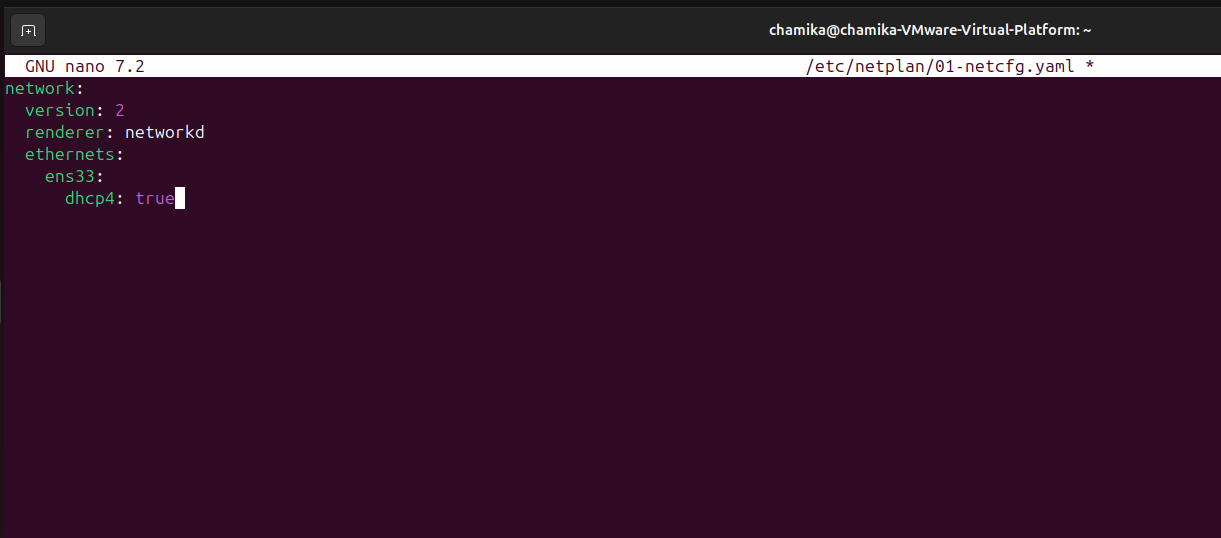 chamika@chamika-VMware-Virtual-Platform: ~
GNU nano 7.2 /etc/netplan/01-netcfg.yaml *
network:
  version: 2
  renderer: networkd
  ethernets:
    ens33:
      dhcp4: true